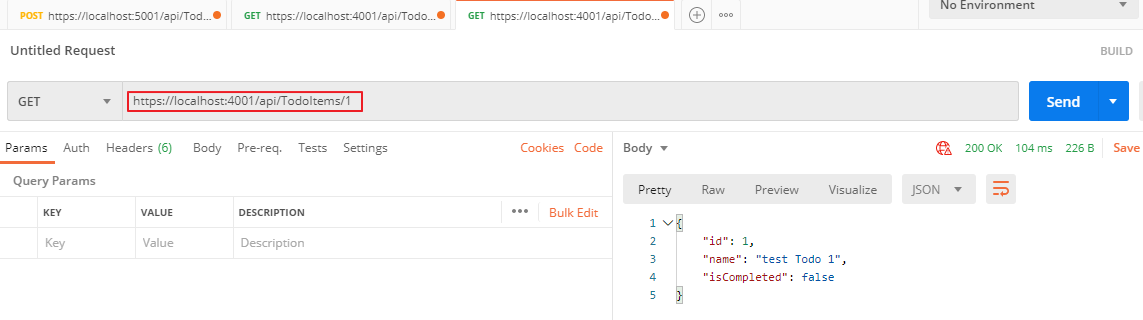 POST https://localhost:5001/api/Todo...
GET https://localhost:4001/api/Todo...
GET https://localhost:4001/api/Todo...
No Environment
Untitled Request
BUILD
GET
https://localhost:4001/api/TodoItems/1
Send
Params Auth Headers (6) Body Pre-req. Tests Settings Cookies Code
Query Params
KEY VALUE DESCRIPTION ••• Bulk Edit
Key Value Description
Body 200 OK 104 ms 226 B Save
Pretty Raw Preview Visualize JSON
1 {
2 "id": 1,
3 "name": "test Todo 1",
4 "isCompleted": false
5 }